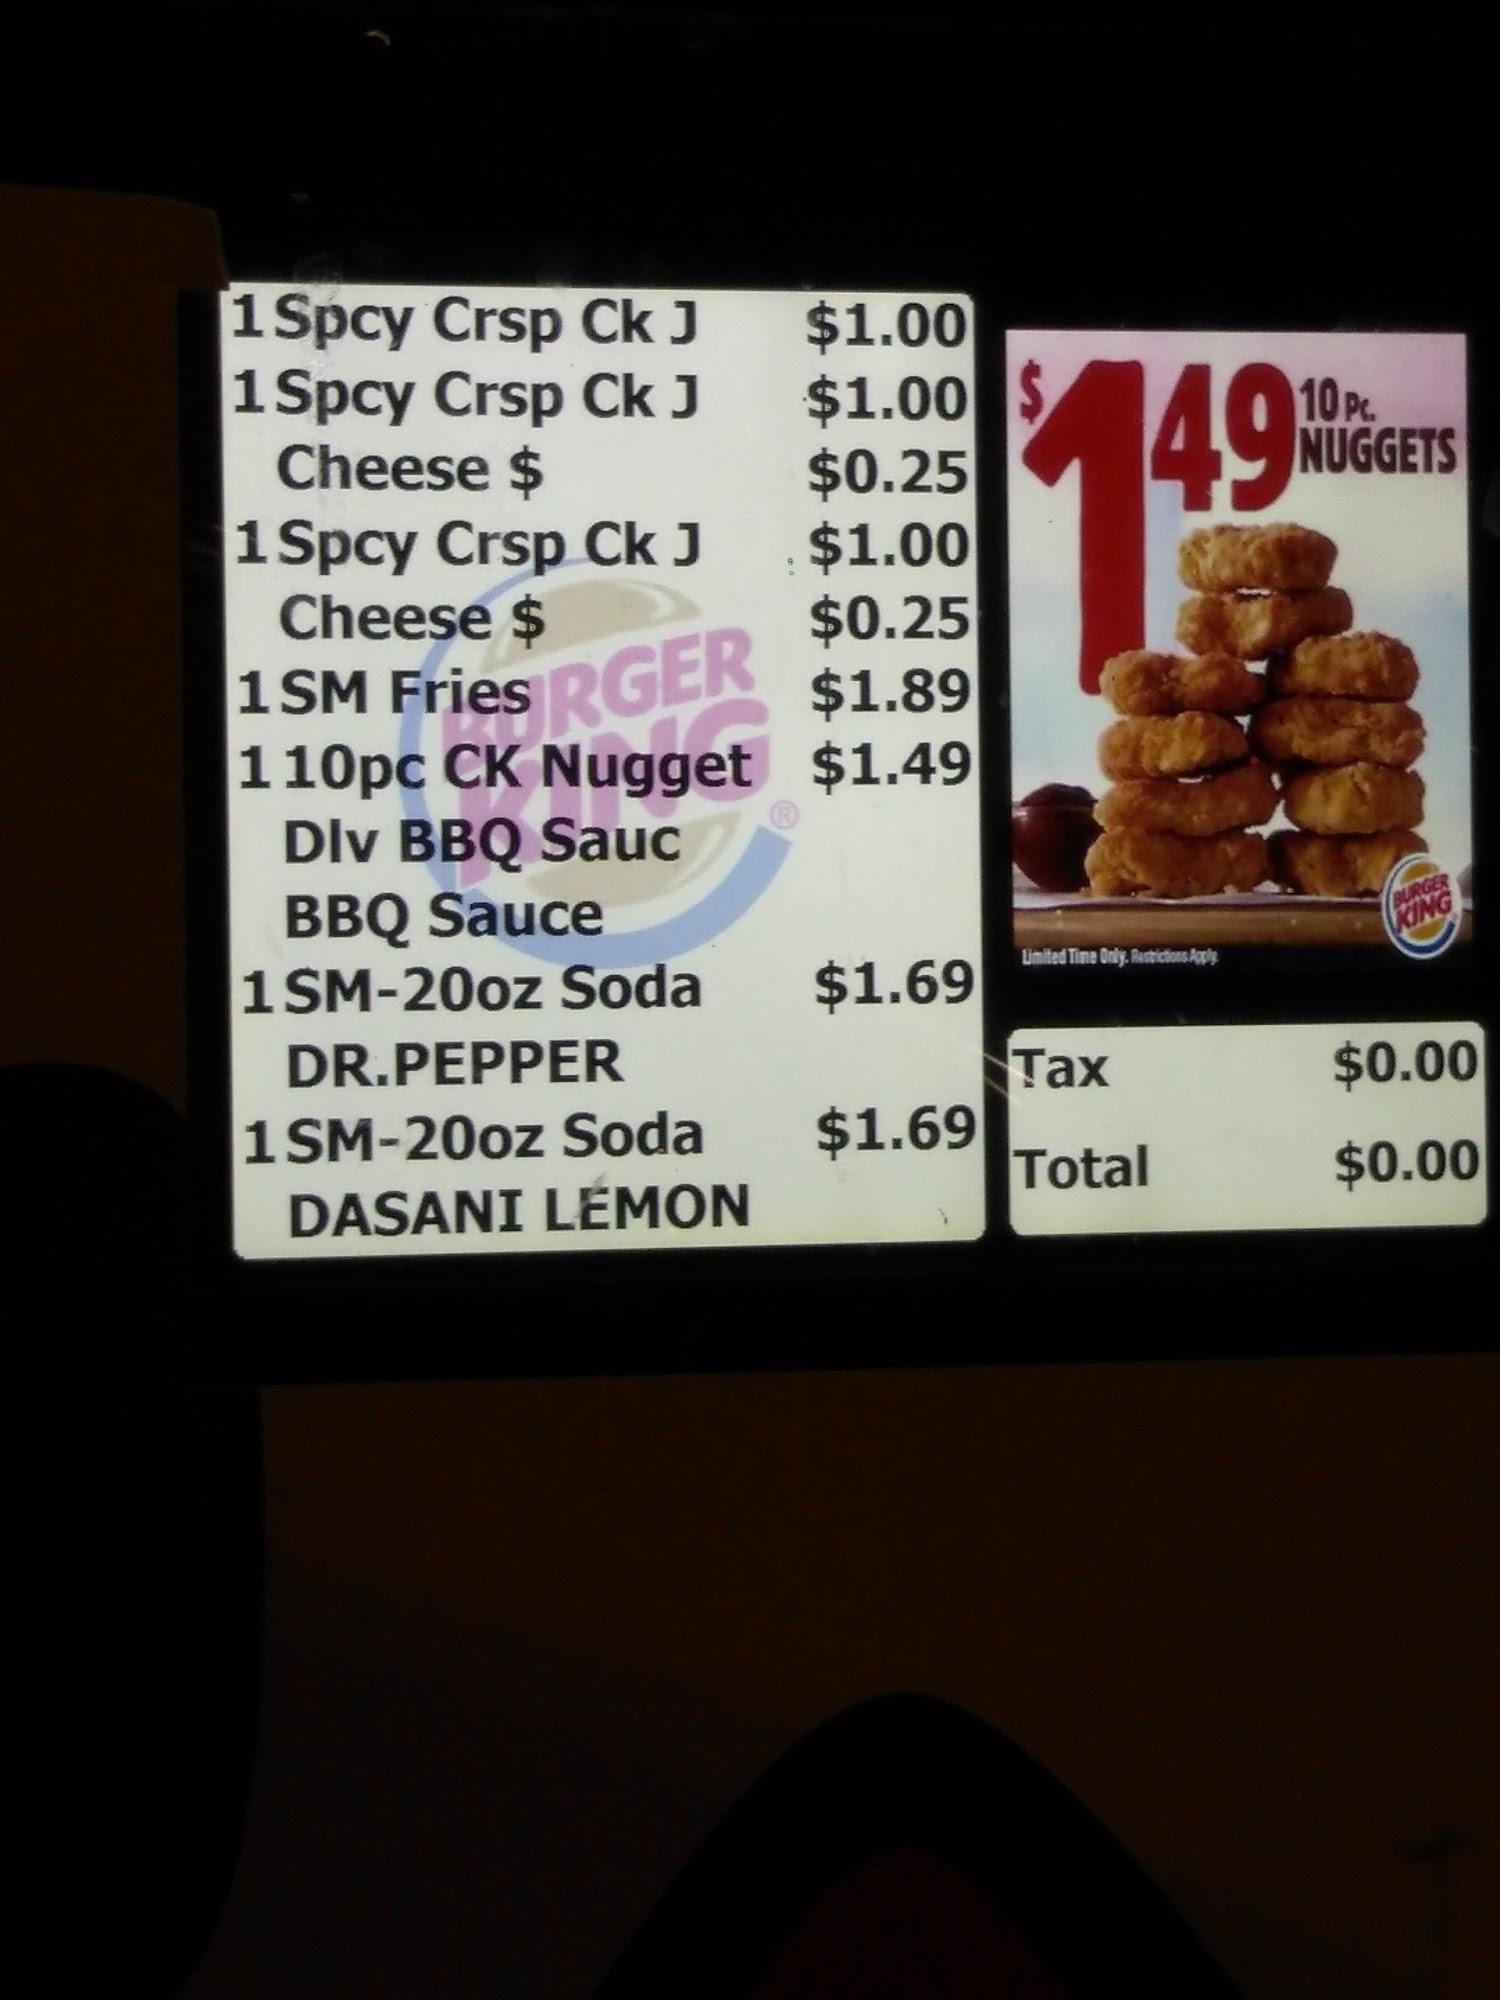 1 Spcy Crsp Ck J $1.00
1 Spcy Crsp Ck J $1.00
Cheese $ $0.25
1 Spcy Crsp Ck J $1.00
Cheese $ $0.25
1 SM Fries $1.89
1 10pc CK Nugget $1.49
Dlv BBQ Sauc
BBQ Sauce
1 SM-20oz Soda $1.69
DR.PEPPER
1 SM-20oz Soda $1.69
DASANI LEMON
BURGER
KING
®
$1 49 10 Pc.
NUGGETS
BURGER
KING
Limited Time Only. Restrictions Apply.
Tax $0.00
Total $0.00